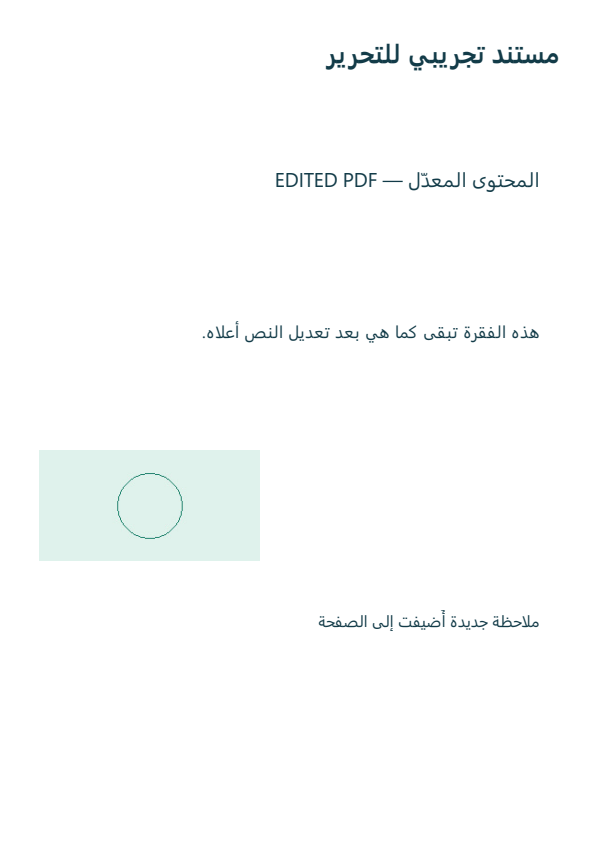 مستند تجريبي للتحرير
المحتوى المعدّل — EDITED PDF
هذه الفقرة تبقى كما هي بعد تعديل النص أعلاه.
ملاحظة جديدة أُضيفت إلى الصفحة